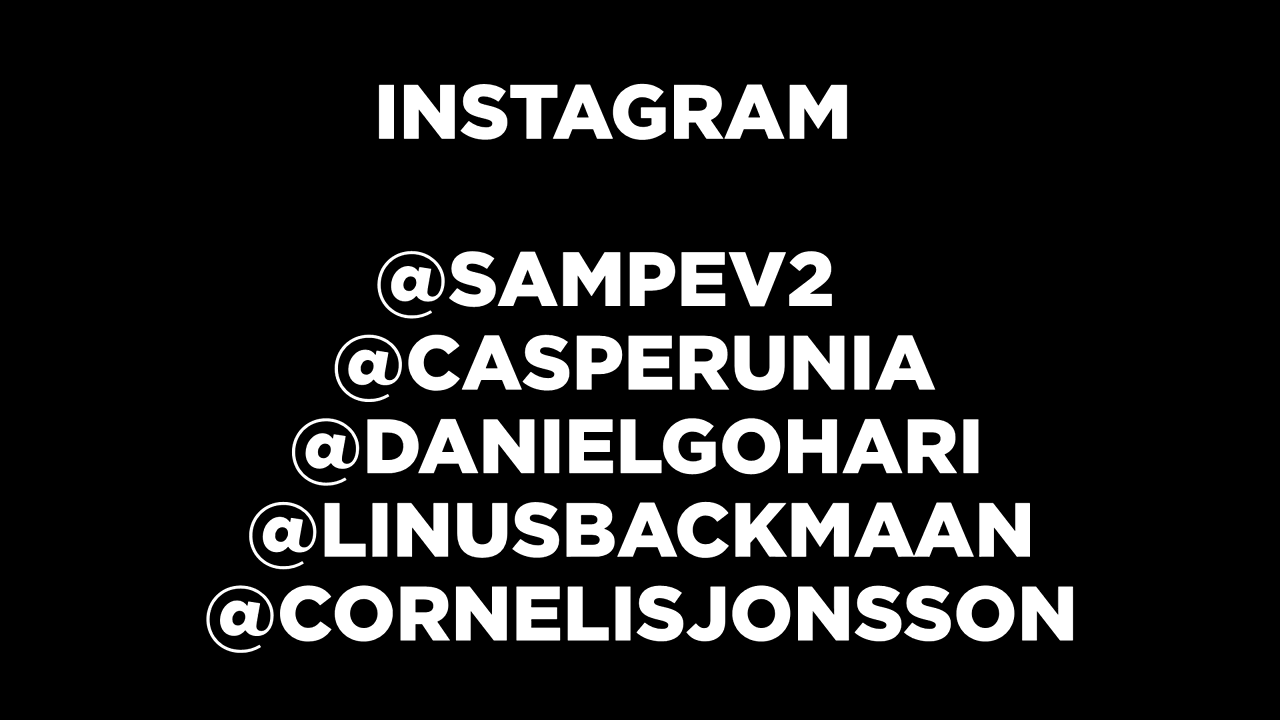 INSTAGRAM
@SAMPEV2
@CASPERUNIA
@DANIELGOHARI
@LINUSBACKMAAN
@CORNELISJONSSON